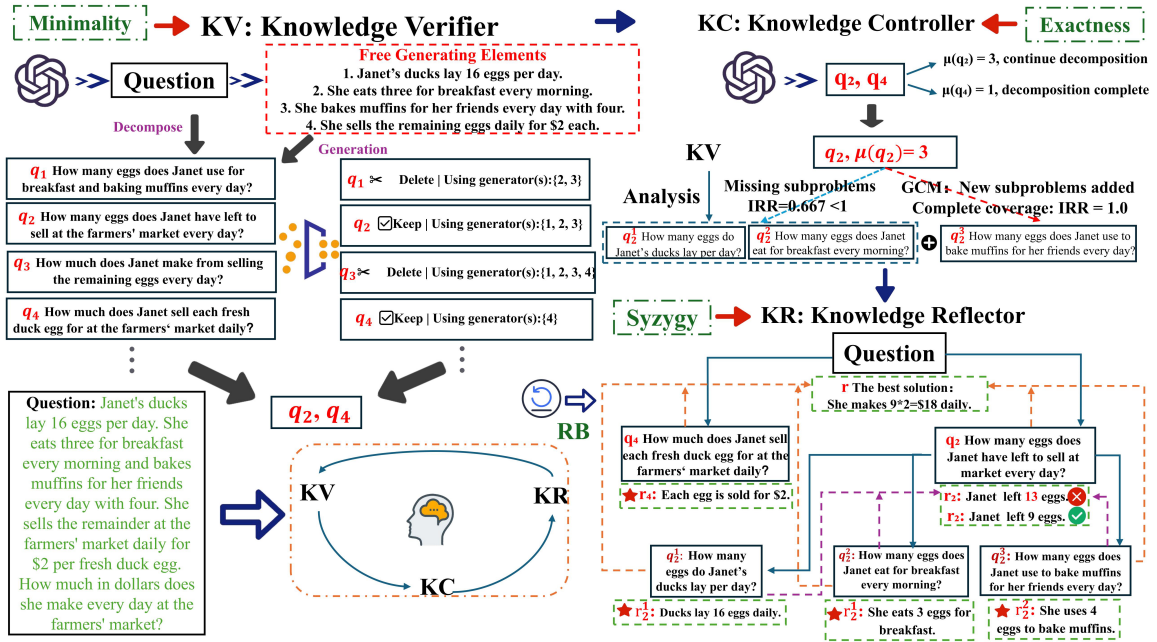 Minimality
KV: Knowledge Verifier
KC: Knowledge Controller
Exactness
Question
Free Generating Elements
1. Janet's ducks lay 16 eggs per day.
2. She eats three for breakfast every morning.
3. She bakes muffins for her friends every day with four.
4. She sells the remaining eggs daily for $2 each.
Decompose
Generation
q₁ How many eggs does Janet use for
breakfast and baking muffins every day?
q₂ How many eggs does Janet have left to
sell at the farmers' market every day?
q₃ How much does Janet make from selling
the remaining eggs every day?
q₄ How much does Janet sell each fresh
duck egg for at the farmers' market daily?
q₁ ✂ Delete | Using generator(s):{2, 3}
q₂ ☑Keep | Using generator(s):{1, 2, 3}
q₃✂ Delete | Using generator(s):{1, 2, 3, 4}
q₄ ☑Keep | Using generator(s):{4}
q₂, q₄
Question: Janet's ducks
lay 16 eggs per day. She
eats three for breakfast
every morning and bakes
muffins for her friends
every day with four. She
sells the remainder at the
farmers' market daily for
$2 per fresh duck egg.
How much in dollars does
she make every day at the
farmers' market?
KV
KR
KC
q₂, q₄
μ(q₂) = 3, continue decomposition
μ(q₄) = 1, decomposition complete
q₂, μ(q₂)= 3
KV
Analysis
Missing subproblems
IRR=0.667 <1
GCM: New subproblems added
Complete coverage: IRR = 1.0
q₂¹ How many eggs do
Janet's ducks lay per day?
q₂² How many eggs does Janet
eat for breakfast every morning?
q₂³ How many eggs does Janet use to
bake muffins for her friends every day?
Syzygy
KR: Knowledge Reflector
Question
RB
r The best solution:
She makes 9*2=$18 daily.
q₄ How much does Janet sell
each fresh duck egg for at the
farmers' market daily?
r₄: Each egg is sold for $2.
q₂ How many eggs does
Janet have left to sell at
market every day?
r₂: Janet left 13 eggs.
r₂: Janet left 9 eggs.
q₂¹: How many
eggs do Janet's
ducks lay per day?
r₂¹: Ducks lay 16 eggs daily.
q₂²: How many eggs does
Janet eat for breakfast
every morning?
r₂¹: She eats 3 eggs for
breakfast.
q₂³: How many eggs does
Janet use to bake muffins
for her friends every day?
r₂²: She uses 4
eggs to bake muffins.